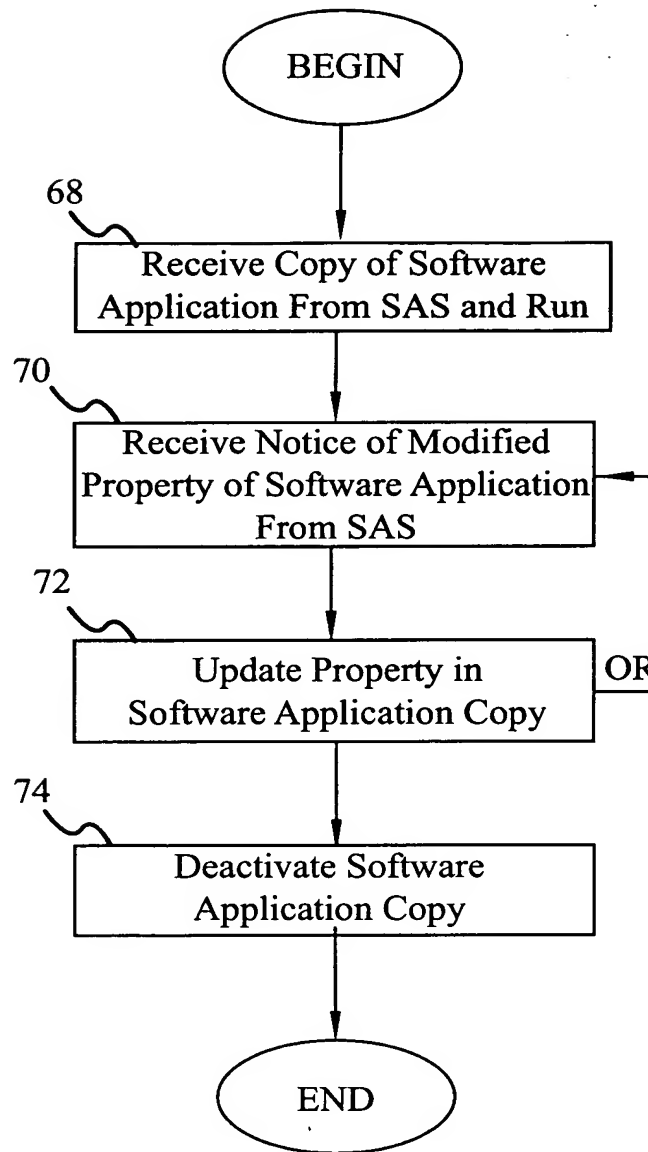 BEGIN
68
Receive Copy of Software
Application From SAS and Run
70
Receive Notice of Modified
Property of Software Application
From SAS
72
Update Property in
Software Application Copy
OR
74
Deactivate Software
Application Copy
END